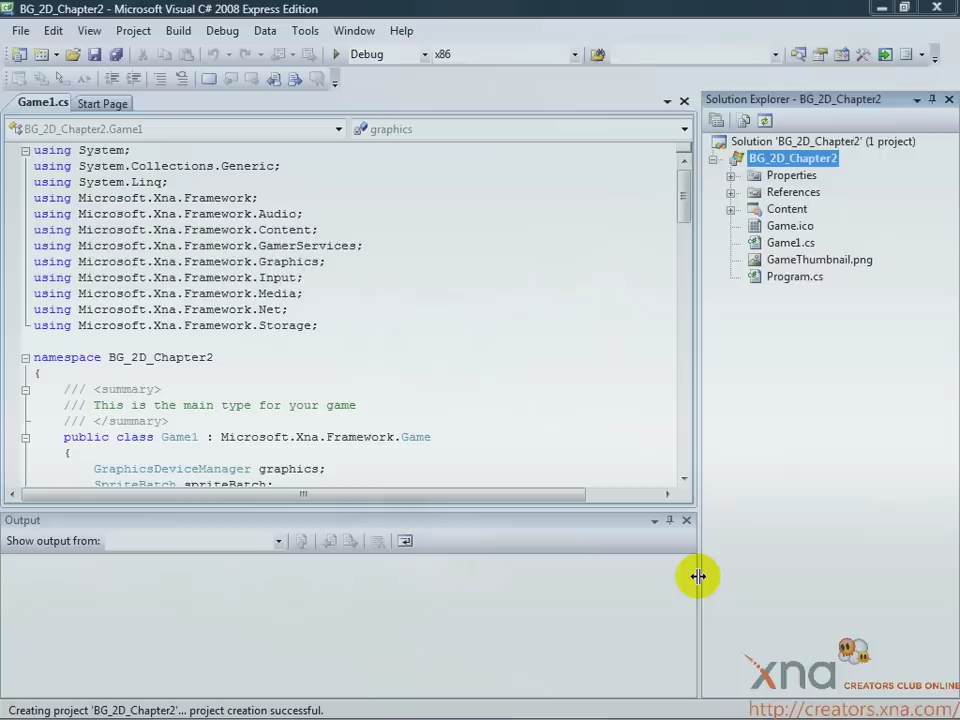 BG_2D_Chapter2 - Microsoft Visual C# 2008 Express Edition
File Edit View Project Build Debug Data Tools Window Help
Debug x86
Game1.cs Start Page
BG_2D_Chapter2.Game1 graphics
using System;
using System.Collections.Generic;
using System.Linq;
using Microsoft.Xna.Framework;
using Microsoft.Xna.Framework.Audio;
using Microsoft.Xna.Framework.Content;
using Microsoft.Xna.Framework.GamerServices;
using Microsoft.Xna.Framework.Graphics;
using Microsoft.Xna.Framework.Input;
using Microsoft.Xna.Framework.Media;
using Microsoft.Xna.Framework.Net;
using Microsoft.Xna.Framework.Storage;
namespace BG_2D_Chapter2
{
/// <summary>
/// This is the main type for your game
/// </summary>
public class Game1 : Microsoft.Xna.Framework.Game
{
GraphicsDeviceManager graphics;
SpriteBatch spriteBatch;
Solution Explorer - BG_2D_Chapter2
Solution 'BG_2D_Chapter2' (1 project)
BG_2D_Chapter2
Properties
References
Content
Game.ico
Game1.cs
GameThumbnail.png
Program.cs
Output
Show output from:
xna CREATORS CLUB ONLINE
http://creators.xna.com/
Creating project 'BG_2D_Chapter2'... project creation successful.